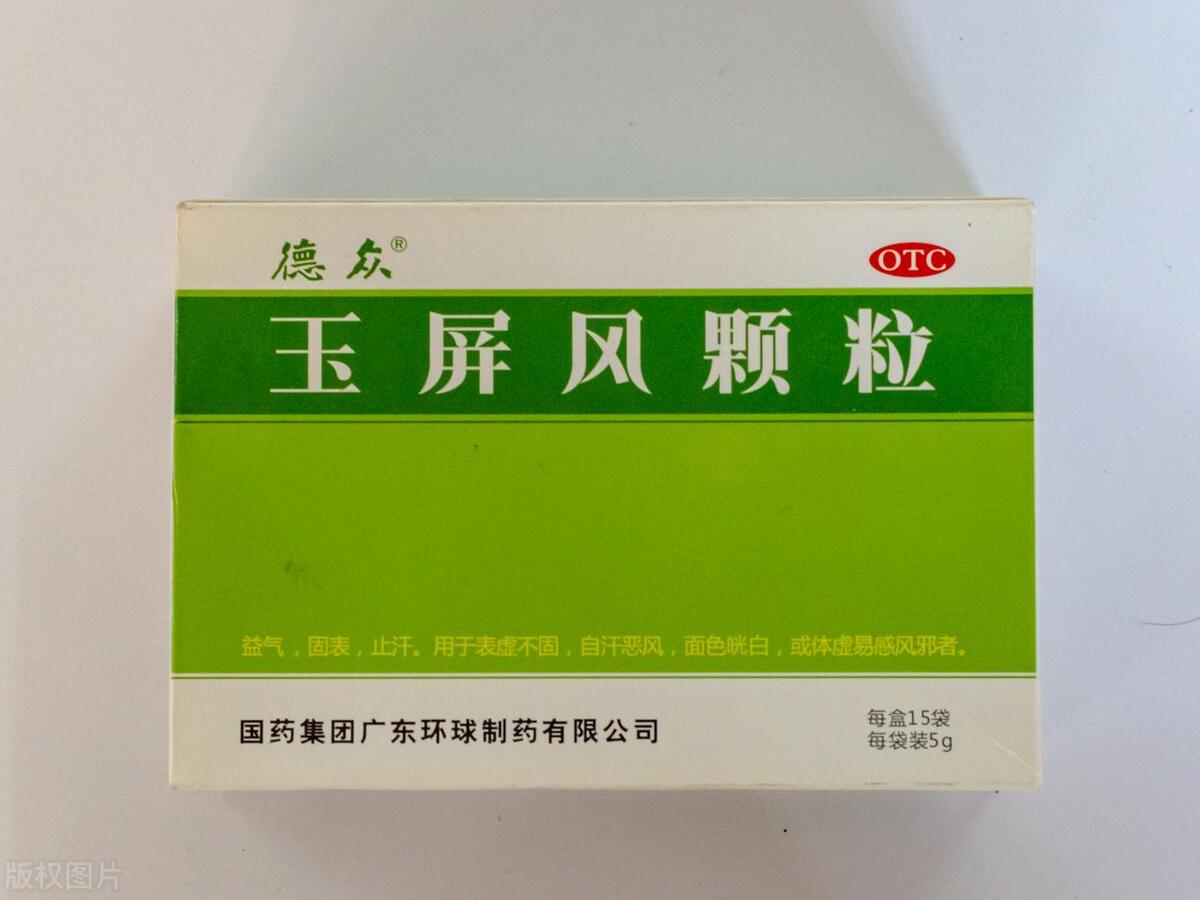 德众®
OTC
玉屏风颗粒
益气，固表，止汗。用于表虚不固，自汗恶风，面色㿠白，或体虚易感风邪者。
国药集团广东环球制药有限公司
每盒15袋
每袋装5g
版权图片